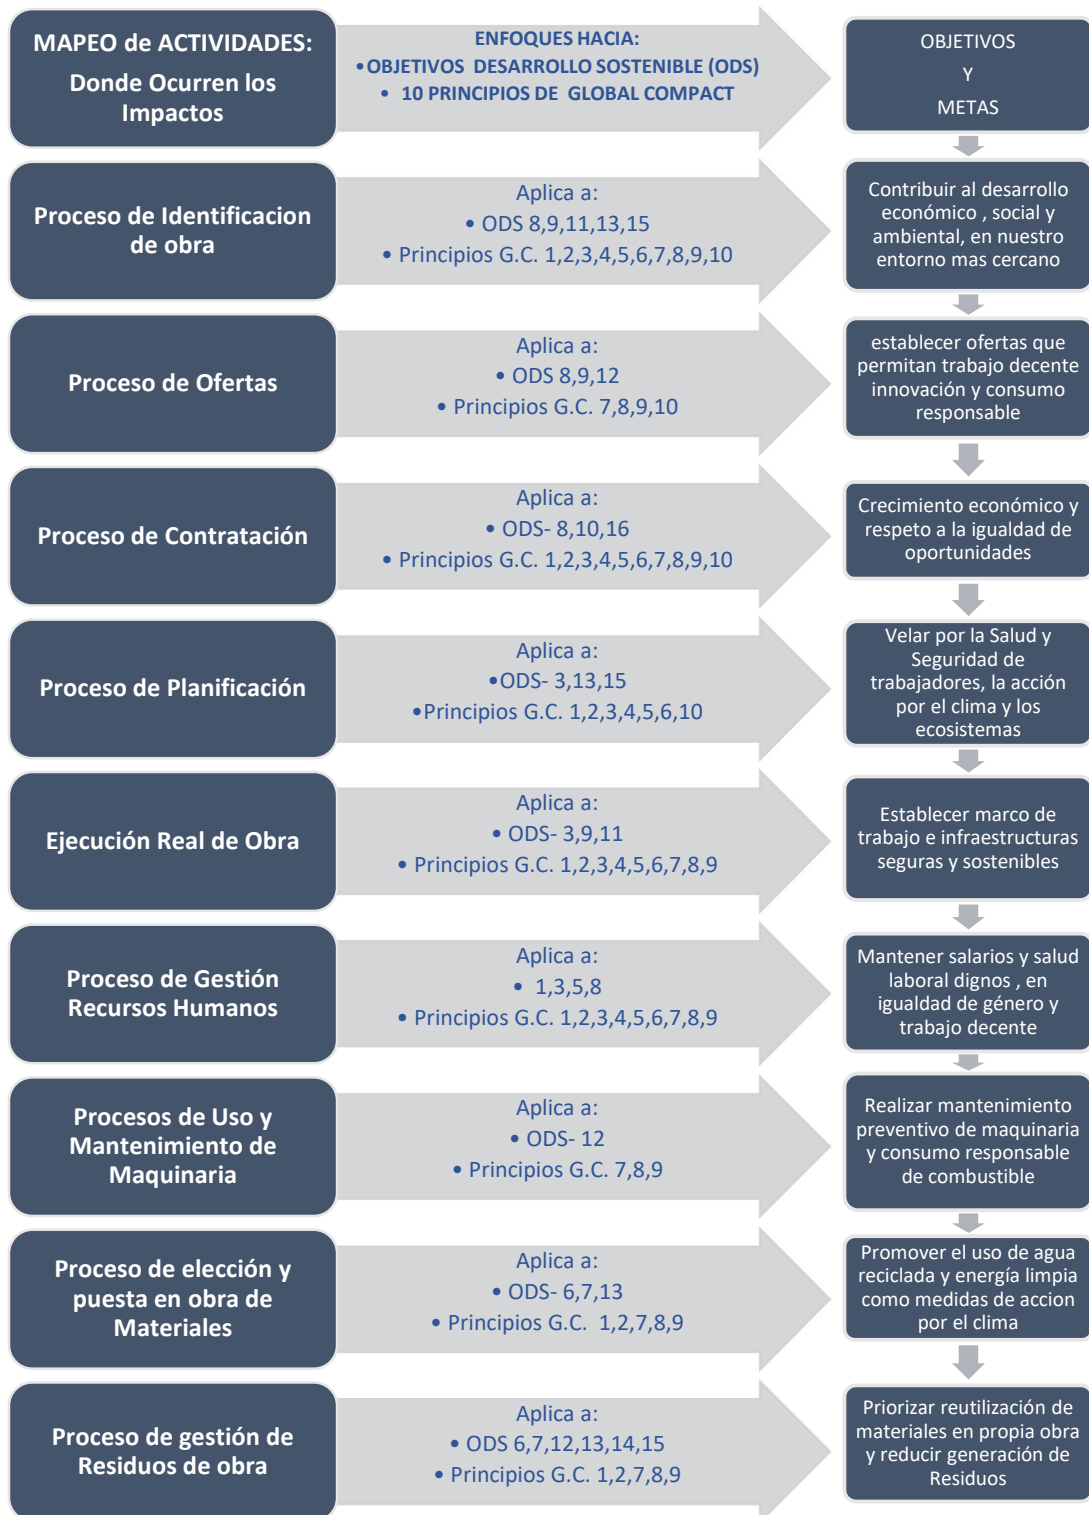 MAPEO de ACTIVIDADES:
Donde Ocurren los
Impactos
ENFOQUES HACIA:
•OBJETIVOS DESARROLLO SOSTENIBLE (ODS)
• 10 PRINCIPIOS DE GLOBAL COMPACT
OBJETIVOS
Y
METAS
Proceso de Identificacion
de obra
Aplica a:
• ODS 8,9,11,13,15
• Principios G.C. 1,2,3,4,5,6,7,8,9,10
Contribuir al desarrollo
económico , social y
ambiental, en nuestro
entorno mas cercano
Proceso de Ofertas
Aplica a:
• ODS 8,9,12
• Principios G.C. 7,8,9,10
establecer ofertas que
permitan trabajo decente
innovación y consumo
responsable
Proceso de Contratación
Aplica a:
• ODS- 8,10,16
• Principios G.C. 1,2,3,4,5,6,7,8,9,10
Crecimiento económico y
respeto a la igualdad de
oportunidades
Proceso de Planificación
Aplica a:
•ODS- 3,13,15
•Principios G.C. 1,2,3,4,5,6,10
Velar por la Salud y
Seguridad de
trabajadores, la acción
por el clima y los
ecosistemas
Ejecución Real de Obra
Aplica a:
• ODS- 3,9,11
• Principios G.C. 1,2,3,4,5,6,7,8,9
Establecer marco de
trabajo e infraestructuras
seguras y sostenibles
Proceso de Gestión
Recursos Humanos
Aplica a:
• 1,3,5,8
• Principios G.C. 1,2,3,4,5,6,7,8,9
Mantener salarios y salud
laboral dignos , en
igualdad de género y
trabajo decente
Procesos de Uso y
Mantenimiento de
Maquinaria
Aplica a:
• ODS- 12
• Principios G.C. 7,8,9
Realizar mantenimiento
preventivo de maquinaria
y consumo responsable
de combustible
Proceso de elección y
puesta en obra de
Materiales
Aplica a:
• ODS- 6,7,13
• Principios G.C. 1,2,7,8,9
Promover el uso de agua
reciclada y energía limpia
como medidas de accion
por el clima
Proceso de gestión de
Residuos de obra
Aplica a:
• ODS 6,7,12,13,14,15
• Principios G.C. 1,2,7,8,9
Priorizar reutilización de
materiales en propia obra
y reducir generación de
Residuos